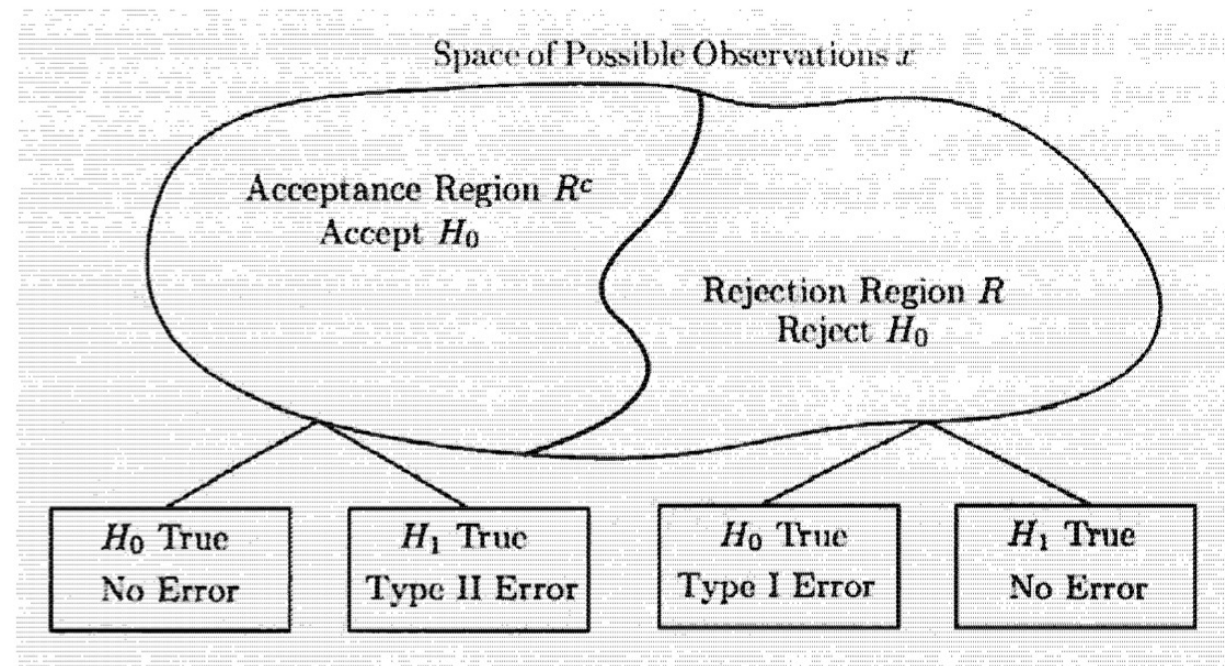 Space of Possible Observations x
Acceptance Region Rᶜ
Accept H₀
Rejection Region R
Reject H₀
H₀ True
No Error
H₁ True
Type II Error
H₀ True
Type I Error
H₁ True
No Error